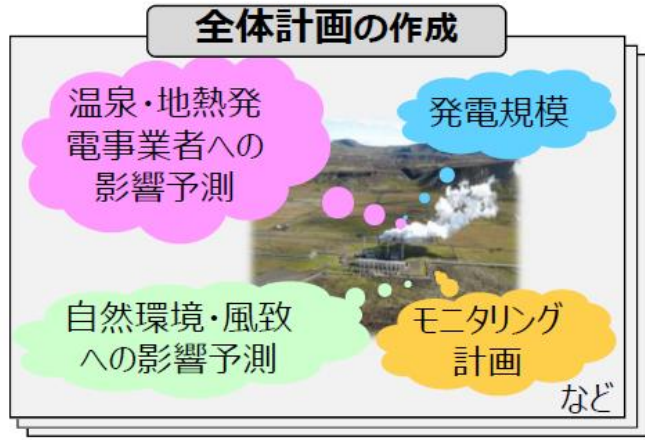 全体計画の作成
温泉・地熱発
電事業者への
影響予測
発電規模
自然環境・風致
への影響予測
モニタリング
計画
など